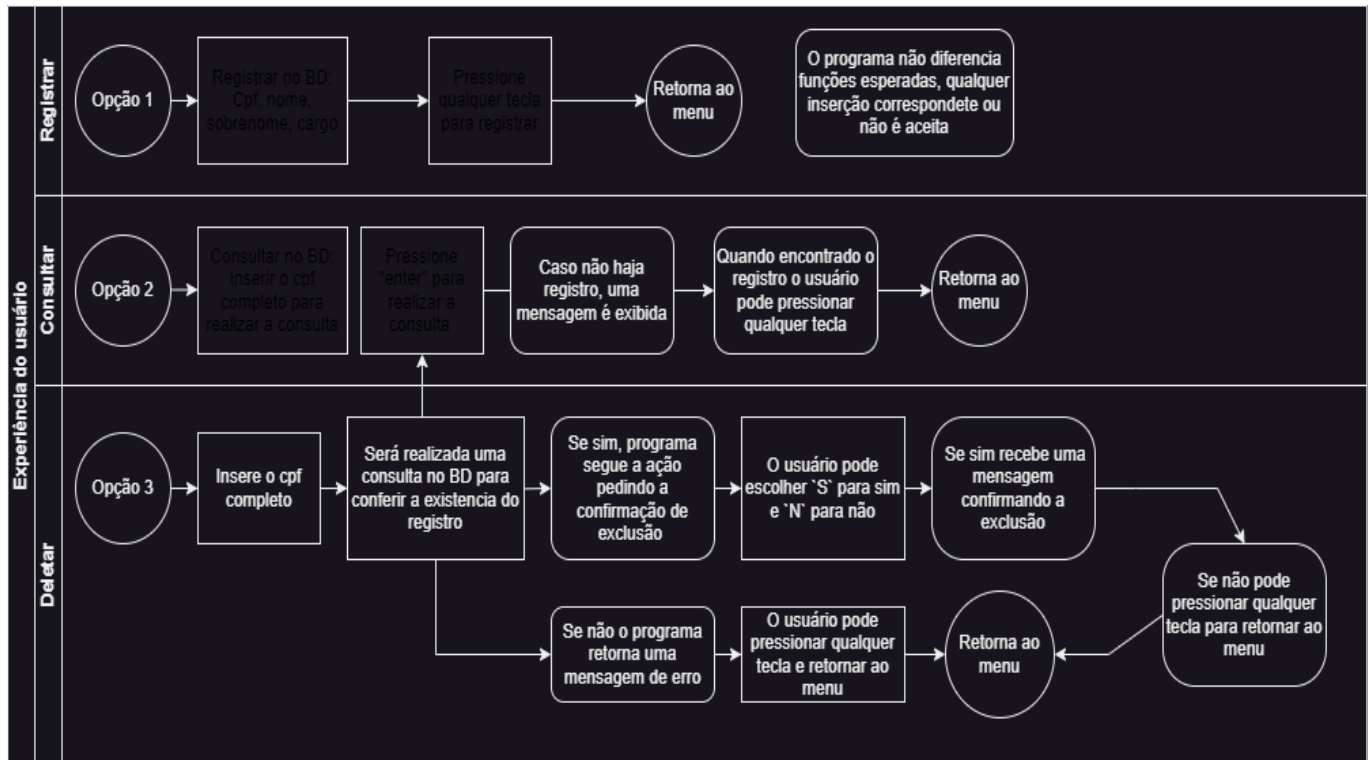 Experiência do usuário
Registrar
Opção 1
Registrar no BD:
Cpf, nome,
sobrenome, cargo
Pressione
qualquer tecla
para registrar
Retorna ao
menu
O programa não diferencia
funções esperadas, qualquer
inserção correspondete ou
não é aceita
Consultar
Opção 2
Consultar no BD:
Inserir o cpf
completo para
realizar a consulta
Pressione
"enter" para
realizar a
consulta
Caso não haja
registro, uma
mensagem é exibida
Quando encontrado o
registro o usuário
pode pressionar
qualquer tecla
Retorna ao
menu
Deletar
Opção 3
Insere o cpf
completo
Será realizada uma
consulta no BD para
conferir a existencia do
registro
Se sim, programa
segue a ação
pedindo a
confirmação de
exclusão
O usuário pode
escolher `S` para sim
e `N` para não
Se sim recebe uma
mensagem
confirmando a
exclusão
Se não pode
pressionar qualquer
tecla para retornar ao
menu
Se não o programa
retorna uma
mensagem de erro
O usuário pode
pressionar qualquer
tecla e retornar ao
menu
Retorna ao
menu